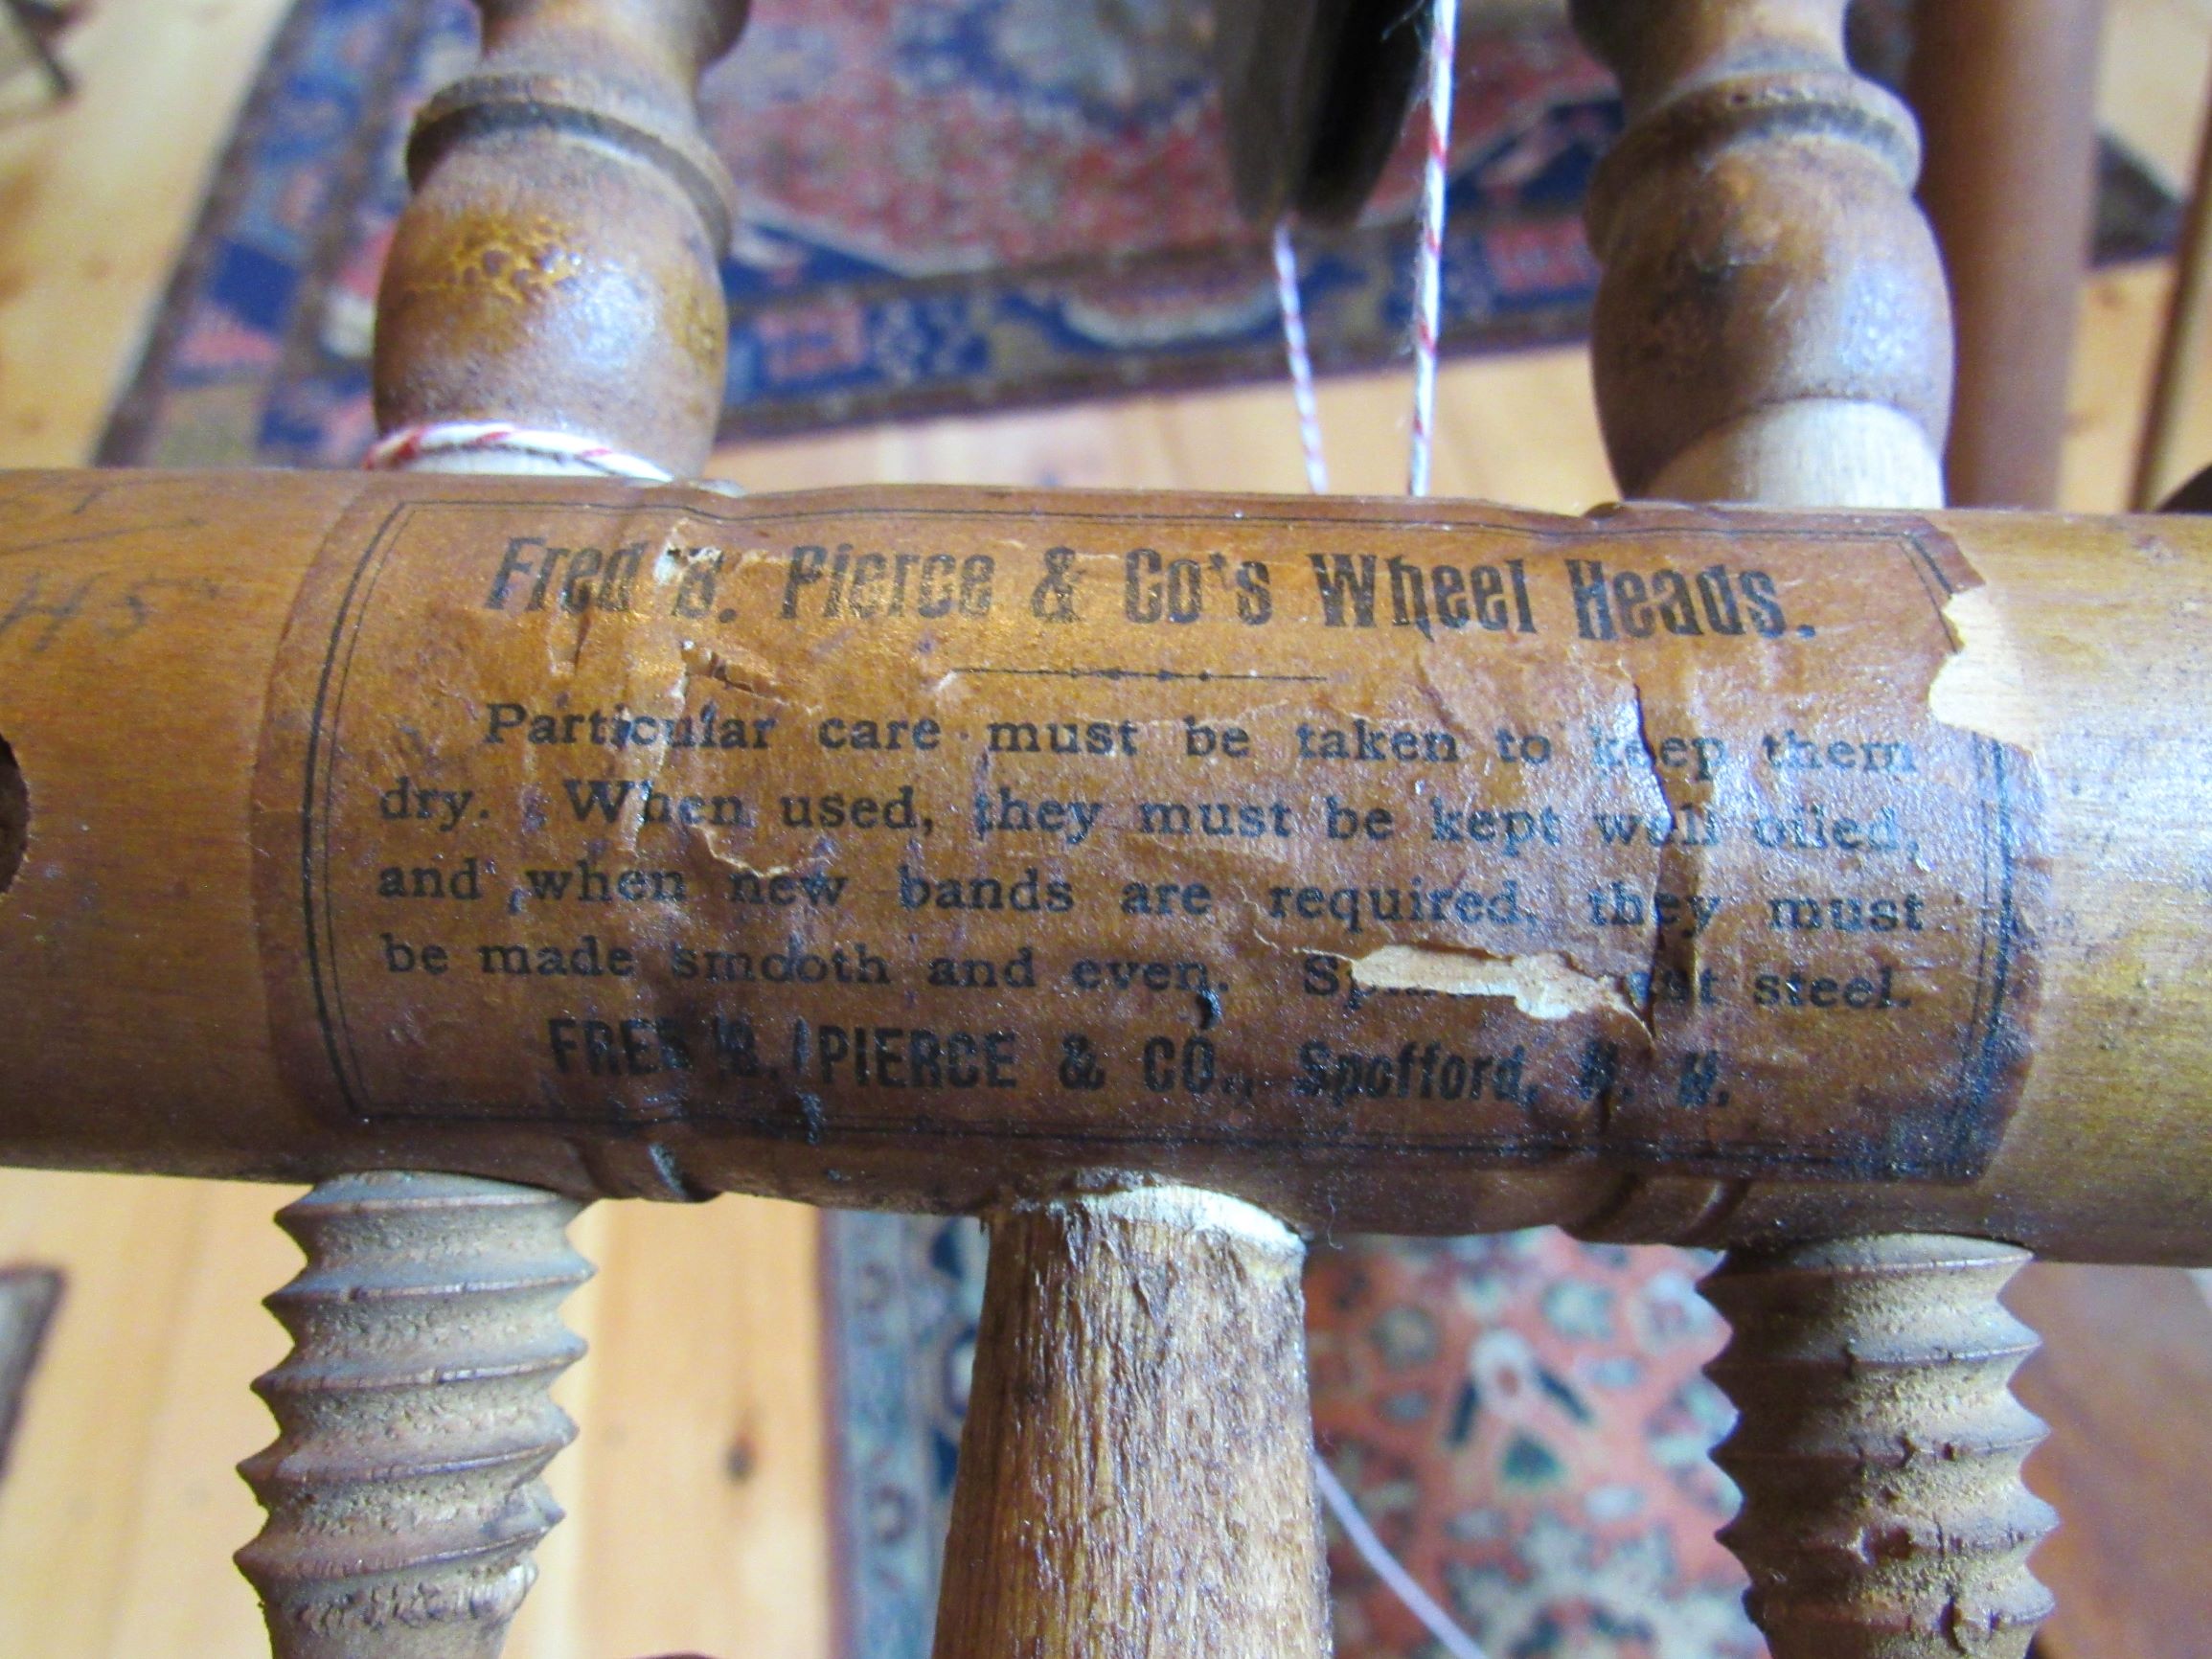 Fred B. Pierce & Co's Wheel Heads.
Particular care must be taken to keep them
dry. When used, they must be kept well oiled,
and when new bands are required, they must
be made smooth and even. steel.
FRED B. PIERCE & CO., Spofford, N. H.